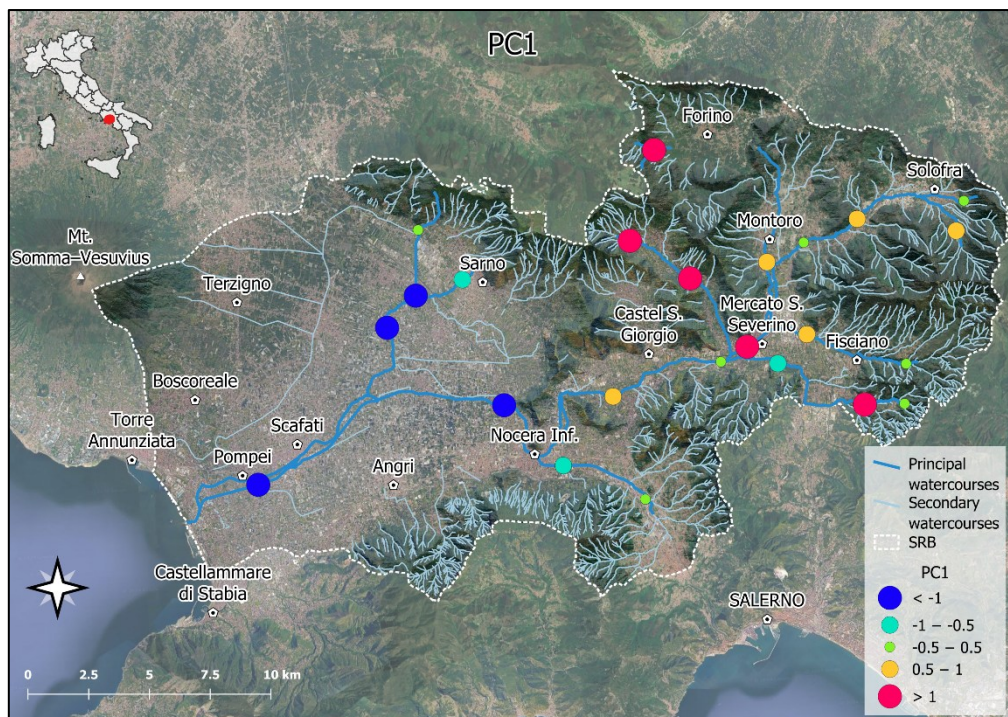 PC1
Forino
Solofra
Montoro
Mt.
Somma–Vesuvius
Terzigno
Sarno
Castel S.
Giorgio
Mercato S.
Severino
Fisciano
Boscoreale
Torre
Annunziata
Scafati
Pompei
Nocera Inf.
Angri
Castellammare
di Stabia
SALERNO
0 2.5 5 7.5 10 km
Principal
watercourses
Secondary
watercourses
SRB
PC1
< -1
-1 – -0.5
-0.5 – 0.5
0.5 – 1
> 1